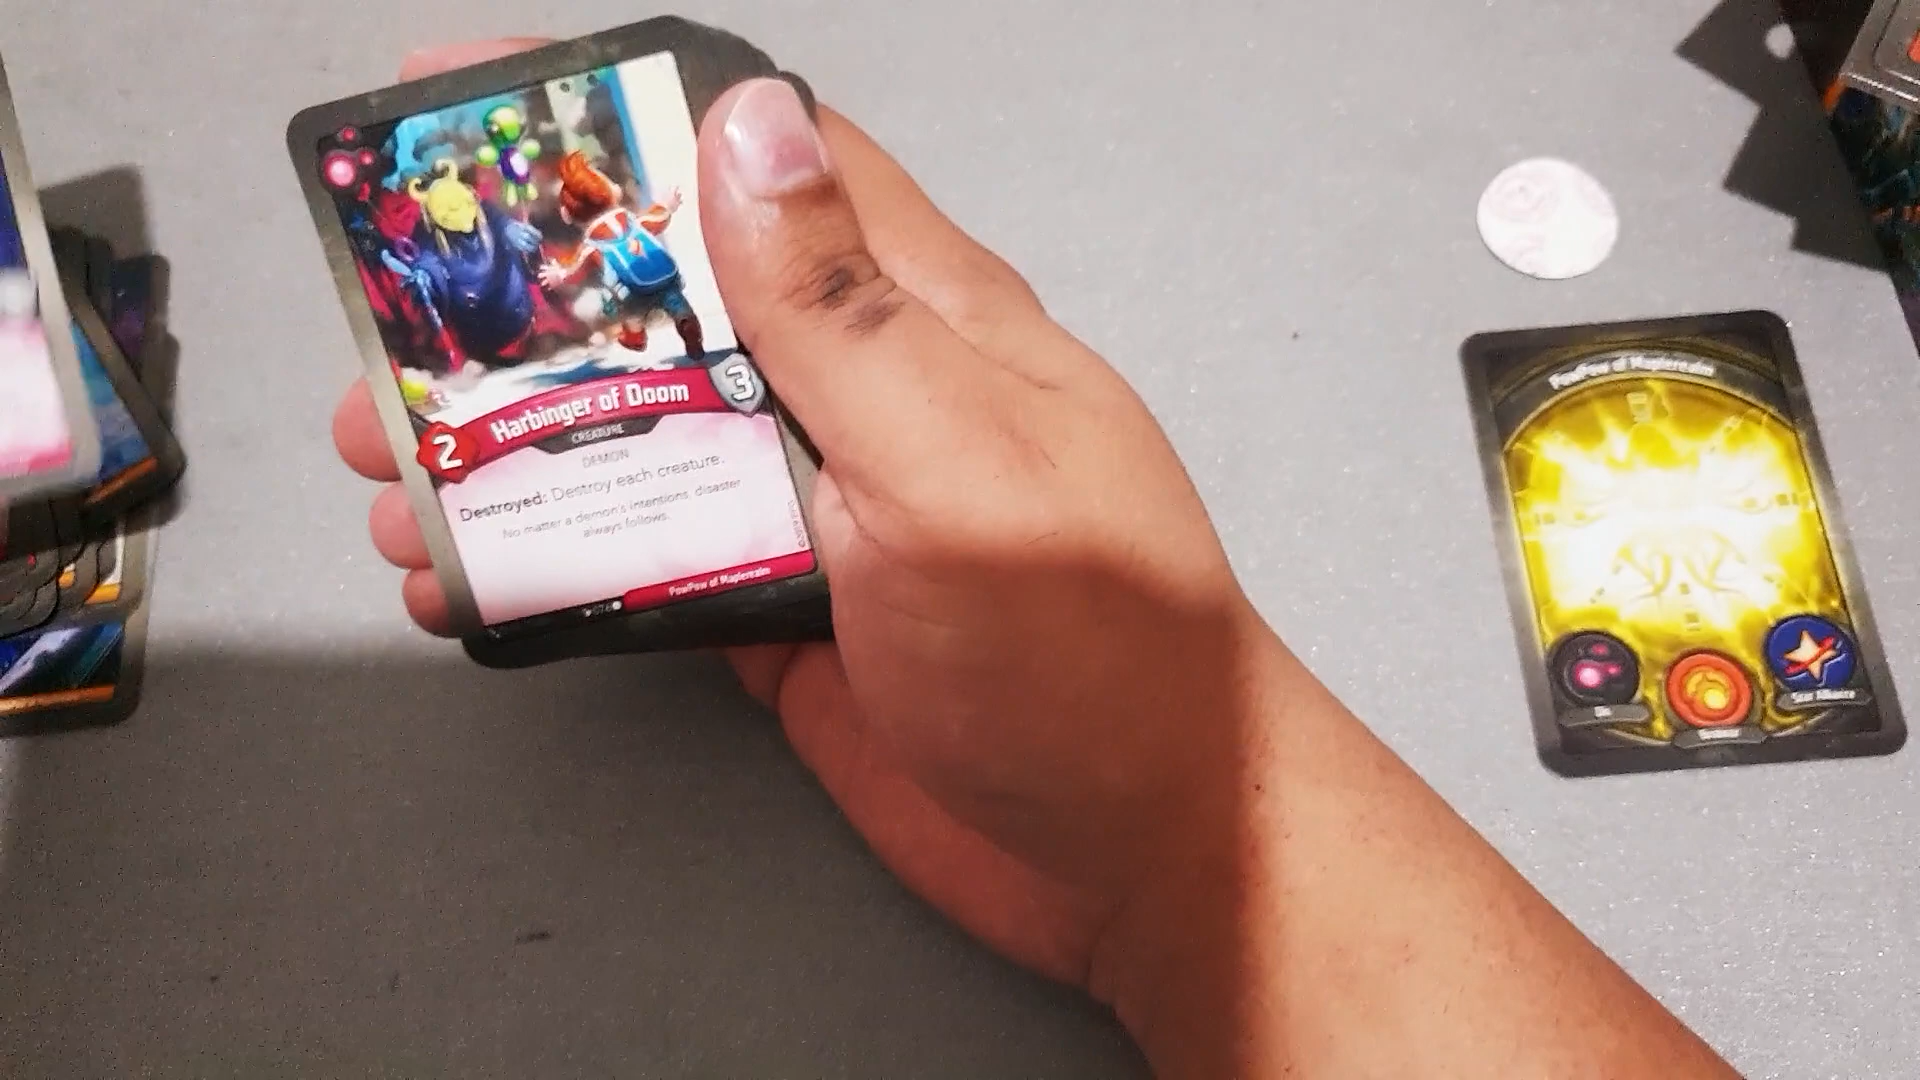 Harbinger of Doom
3
2
CREATURE
DEMON
Destroyed: Destroy each creature.
No matter a demon's intentions, disaster
always follows.
PowPow of Maplerealm
PowPow of Maplerealm
Dis
Star Alliance